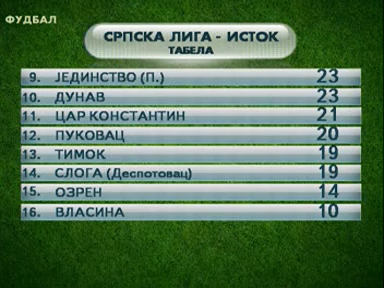 ФУДБАЛ
СРПСКА ЛИГА - ИСТОК
ТАБЕЛА
9. ЈЕДИНСТВО (П.) 23
10. ДУНАВ 23
11. ЦАР КОНСТАНТИН 21
12. ПУКОВАЦ 20
13. ТИМОК 19
14. СЛОГА (Деспотовац) 19
15. ОЗРЕН 14
16. ВЛАСИНА 10